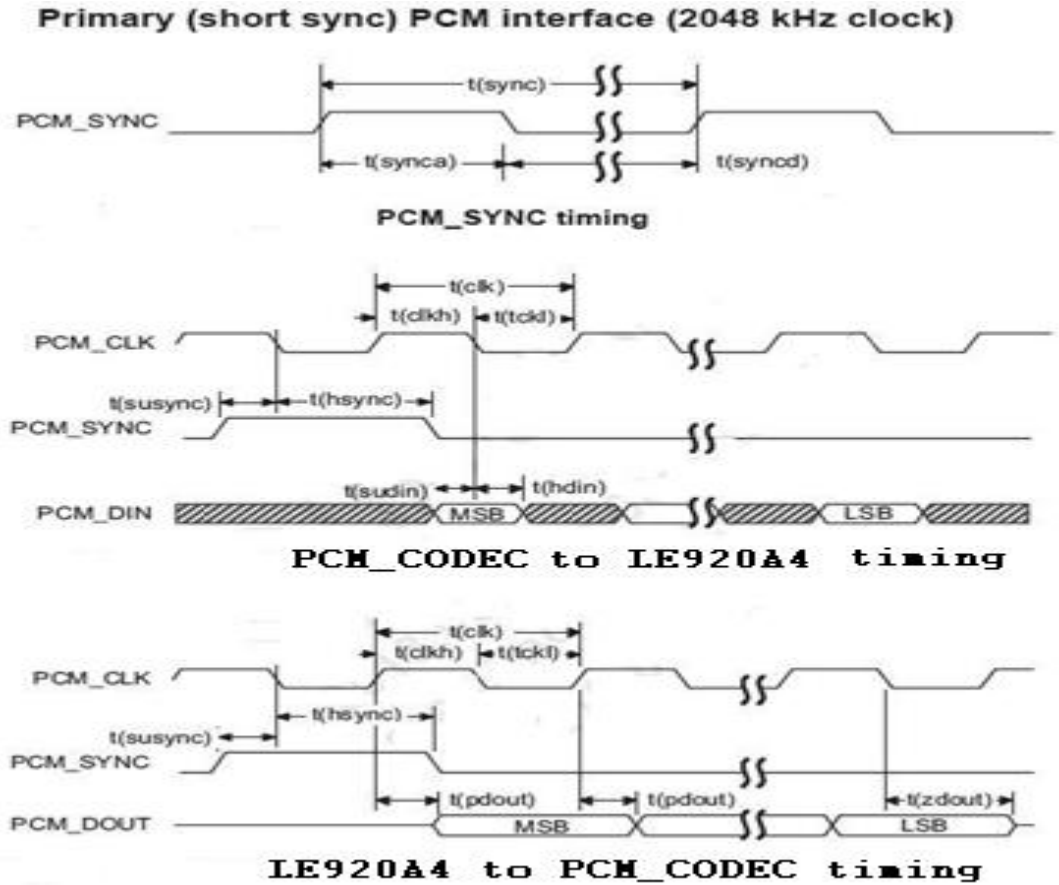 Primary (short sync) PCM interface (2048 kHz clock)
t(sync)
PCM_SYNC
t(synca)
t(syncd)
PCM_SYNC timing
t(clk)
t(clkh)
t(tckl)
PCM_CLK
t(susync)
t(hsync)
PCM_SYNC
t(sudin)
t(hdin)
PCM_DIN
MSB
LSB
PCM_CODEC to LE920A4 timing
t(clk)
t(clkh)
t(tckl)
PCM_CLK
t(hsync)
t(susync)
PCM_SYNC
t(pdout)
t(pdout)
t(zdout)
PCM_DOUT
MSB
LSB
LE920A4 to PCM_CODEC timing